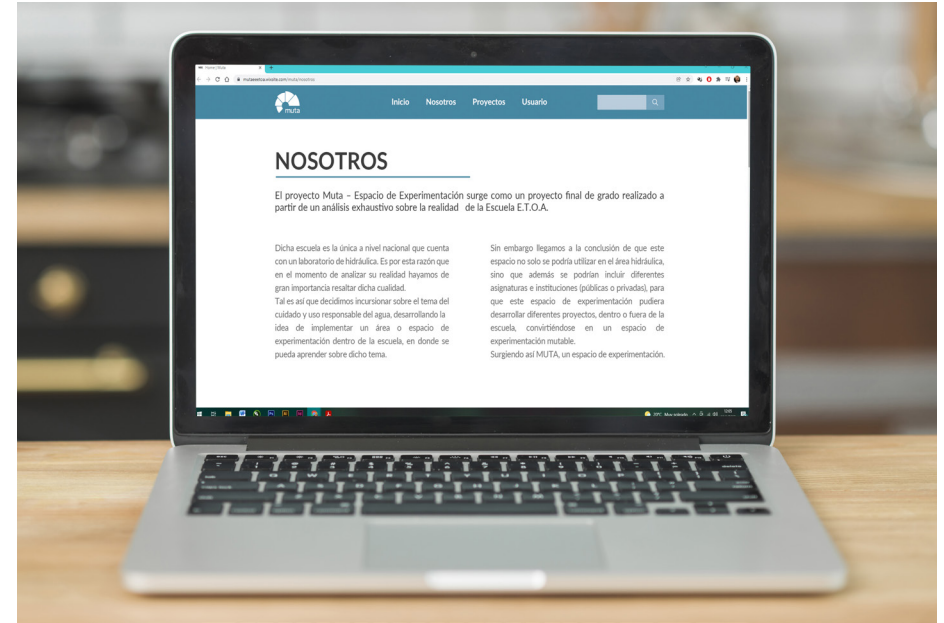 mutaeeetoa.wixsite.com/muta/nosotros
muta
Inicio Nosotros Proyectos Usuario
NOSOTROS
El proyecto Muta – Espacio de Experimentación surge como un proyecto final de grado realizado a
partir de un análisis exhaustivo sobre la realidad de la Escuela E.T.O.A.
Dicha escuela es la única a nivel nacional que cuenta
con un laboratorio de hidráulica. Es por esta razón que
en el momento de analizar su realidad hayamos de
gran importancia resaltar dicha cualidad.
Tal es así que decidimos incursionar sobre el tema del
cuidado y uso responsable del agua, desarrollando la
idea de implementar un área o espacio de
experimentación dentro de la escuela, en donde se
pueda aprender sobre dicho tema.
Sin embargo llegamos a la conclusión de que este
espacio no solo se podría utilizar en el área hidráulica,
sino que además se podrían incluir diferentes
asignaturas e instituciones (públicas o privadas), para
que este espacio de experimentación pudiera
desarrollar diferentes proyectos, dentro o fuera de la
escuela, convirtiéndose en un espacio de
experimentación mutable.
Surgiendo así MUTA, un espacio de experimentación.